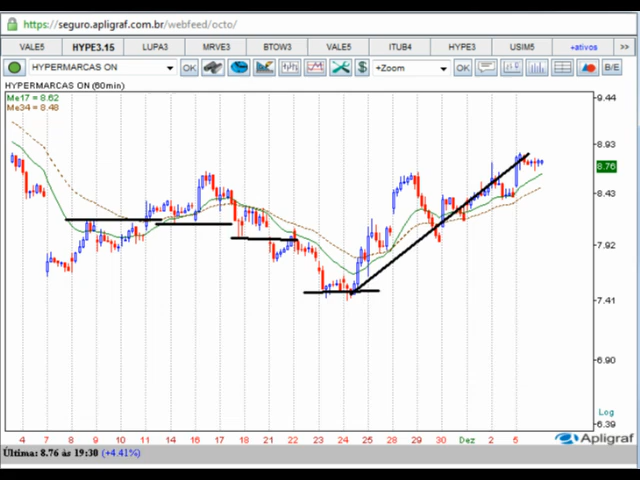 https://seguro.apligraf.com.br/webfeed/octo/
VALE5 HYPE3.15 LUPA3 MRVE3 BTOW3 VALE5 ITUB4 HYPE3 USIM5 +ativos >>
HYPERMARCAS ON OK $ +Zoom OK B/E
HYPERMARCAS ON (60min)
Me17 = 8.62
Me34 = 8.48
9.44
8.93
8.76
8.43
7.92
7.41
6.90
6.39
Log
4 7 8 9 10 11 14 16 17 18 21 22 23 24 25 28 29 30 Dez 2 5
Apligraf
Última: 8.76 às 19:30 (+4.41%)